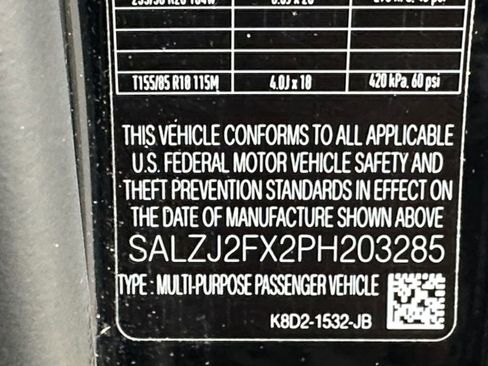 T155/85 R18 115M 4.0J x 18 420 kPa, 60 psi
THIS VEHICLE CONFORMS TO ALL APPLICABLE
U.S. FEDERAL MOTOR VEHICLE SAFETY AND
THEFT PREVENTION STANDARDS IN EFFECT ON
THE DATE OF MANUFACTURE SHOWN ABOVE
SALZJ2FX2PH203285
TYPE : MULTI-PURPOSE PASSENGER VEHICLE
K8D2-1532-JB